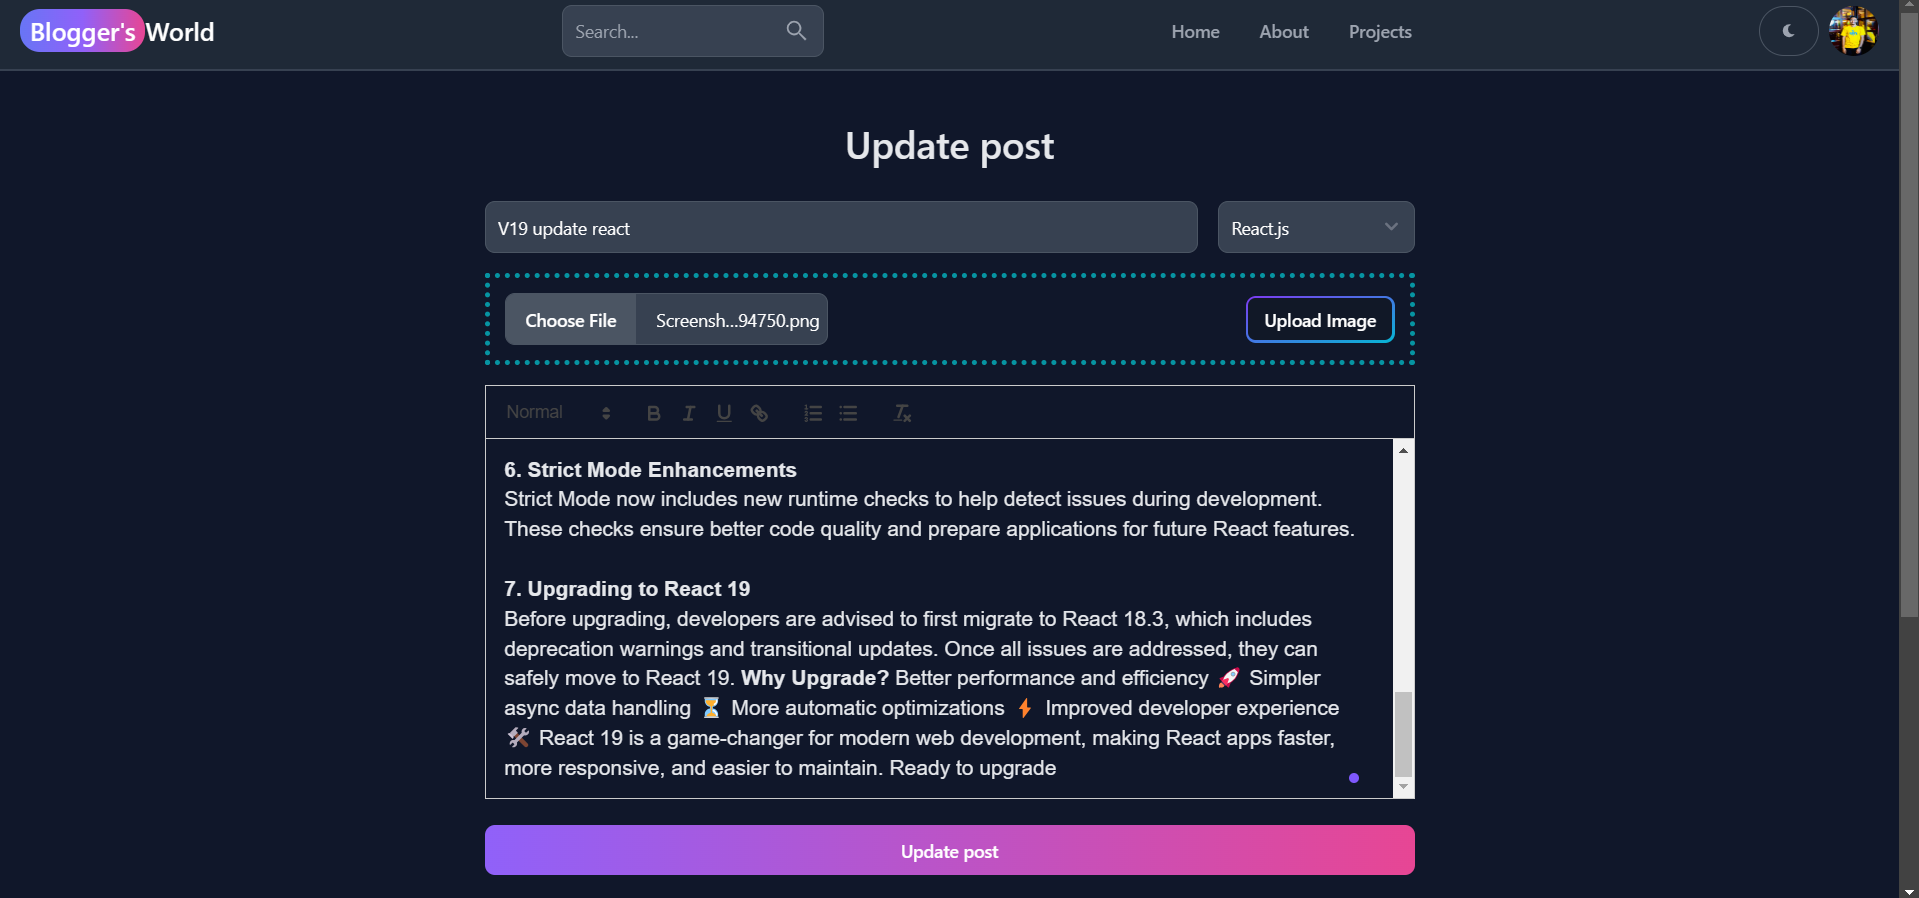 Blogger's World
Search...
Home
About
Projects
Update post
V19 update react
React.js
Choose File
Screensh...94750.png
Upload Image
Normal
6. Strict Mode Enhancements
Strict Mode now includes new runtime checks to help detect issues during development.
These checks ensure better code quality and prepare applications for future React features.
7. Upgrading to React 19
Before upgrading, developers are advised to first migrate to React 18.3, which includes
deprecation warnings and transitional updates. Once all issues are addressed, they can
safely move to React 19. Why Upgrade? Better performance and efficiency 🚀 Simpler
async data handling ⏳ More automatic optimizations ⚡ Improved developer experience
🛠 React 19 is a game-changer for modern web development, making React apps faster,
more responsive, and easier to maintain. Ready to upgrade
Update post